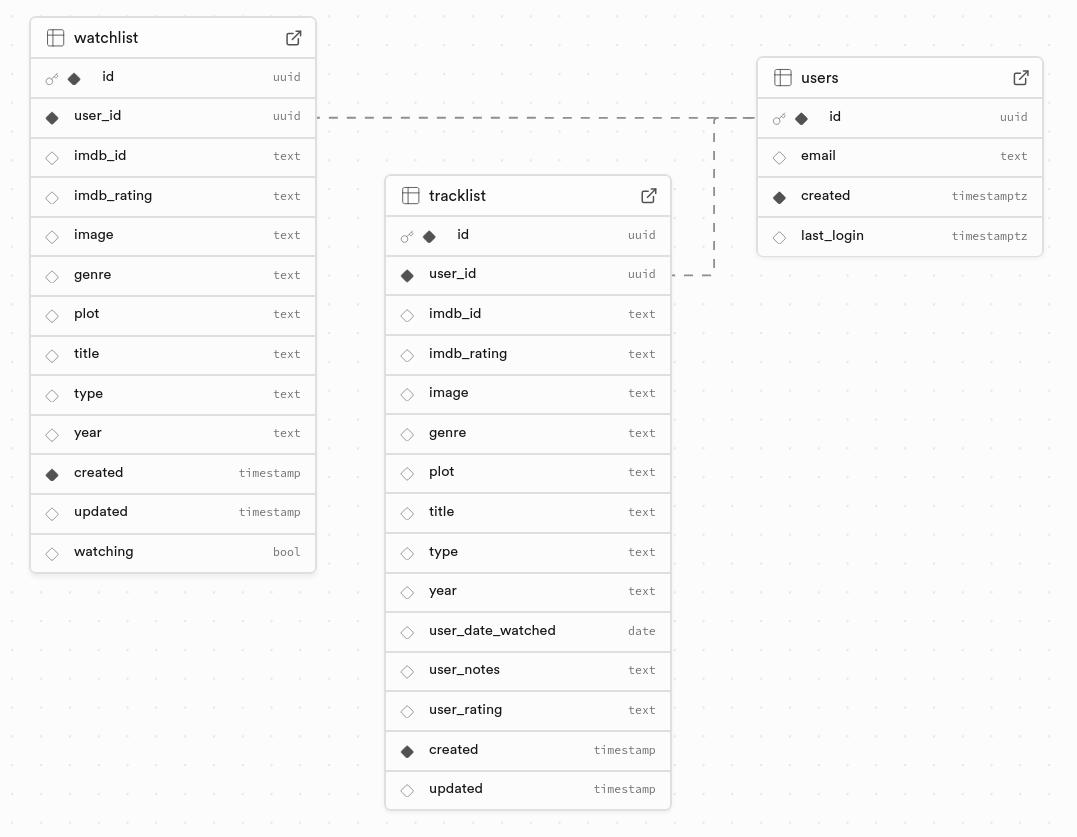 watchlist
id uuid
user_id uuid
imdb_id text
imdb_rating text
image text
genre text
plot text
title text
type text
year text
created timestamp
updated timestamp
watching bool
tracklist
id uuid
user_id uuid
imdb_id text
imdb_rating text
image text
genre text
plot text
title text
type text
year text
user_date_watched date
user_notes text
user_rating text
created timestamp
updated timestamp
users
id uuid
email text
created timestamptz
last_login timestamptz